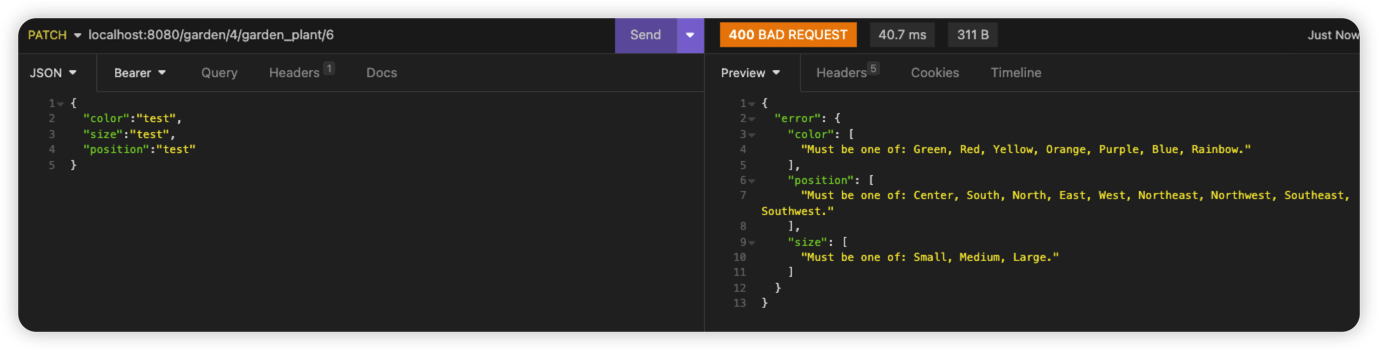 PATCH localhost:8080/garden/4/garden_plant/6 Send 400 BAD REQUEST 40.7 ms 311 B Just Now
JSON Bearer Query Headers 1 Docs Preview Headers 5 Cookies Timeline
1 {
2 "color":"test",
3 "size":"test",
4 "position":"test"
5 }
1 {
2 "error": {
3 "color": [
4 "Must be one of: Green, Red, Yellow, Orange, Purple, Blue, Rainbow."
5 ],
6 "position": [
7 "Must be one of: Center, South, North, East, West, Northeast, Northwest, Southeast,
Southwest."
8 ],
9 "size": [
10 "Must be one of: Small, Medium, Large."
11 ]
12 }
13 }